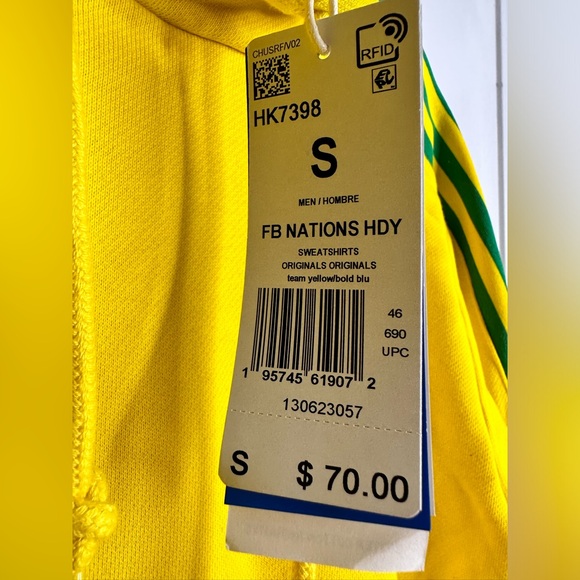 CHUSRF/V02
RFID
HK7398
S
MEN / HOMBRE
FB NATIONS HDY
SWEATSHIRTS
ORIGINALS ORIGINALS
team yellow/bold blu
46
690
UPC
1 95745 61907 2
130623057
S $ 70.00